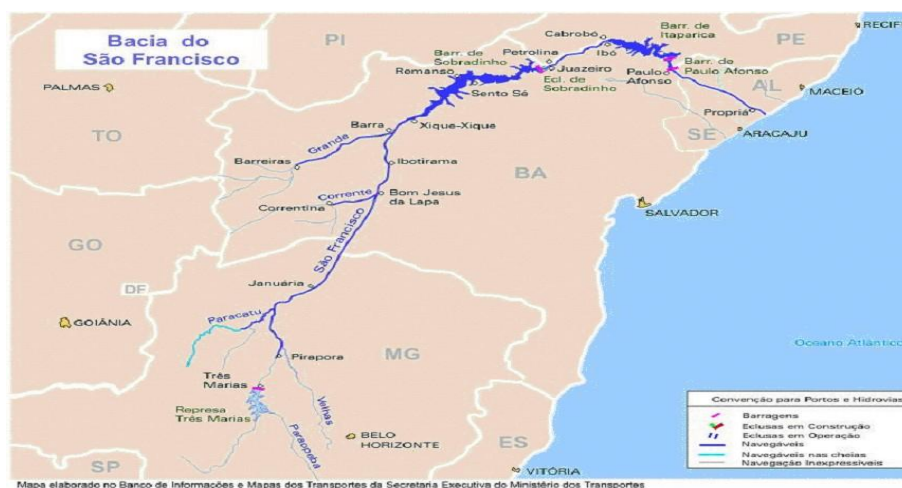 Bacia do
São Francisco
PI
PE
RECIFE
Cabrobó
Barr. de
Itaparica
Ibó
Petrolina
Barr. de
Sobradinho
Remanso
Juazeiro
Ecl. de
Sobradinho
Paulo
Afonso
Barr. de
Paulo Afonso
Sento Sé
PALMAS
AL
MACEIÓ
Propriá
TO
SE
ARACAJU
Barra
Xique-Xique
Grande
Barreiras
Ibotirama
BA
Corrente
Correntina
Bom Jesus
da Lapa
SALVADOR
São Francisco
GO
DF
Januária
Paracatu
GOIÂNIA
Oceano Atlântico
Pirapora
MG
Três
Marias
Represa
Três Marias
Velhas
Paraopeba
BELO
HORIZONTE
SP
ES
VITÓRIA
Convenção para Portos e Hidrovias
Barragens
Eclusas em Construção
Eclusas em Operação
Navegáveis
Navegáveis nas cheias
Navegação Inexpressíveis
Mapa elaborado no Banco de Informações e Mapas dos Transportes da Secretaria Executiva do Ministério dos Transportes